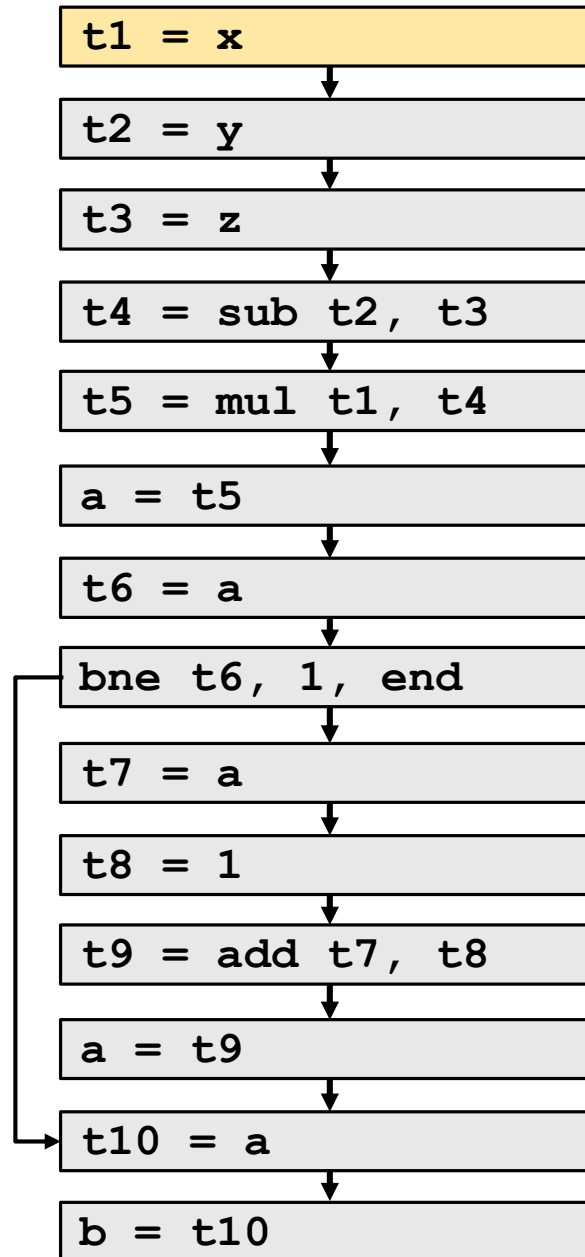 t1 = x
t2 = y
t3 = z
t4 = sub t2, t3
t5 = mul t1, t4
a = t5
t6 = a
bne t6, 1, end
t7 = a
t8 = 1
t9 = add t7, t8
a = t9
t10 = a
b = t10